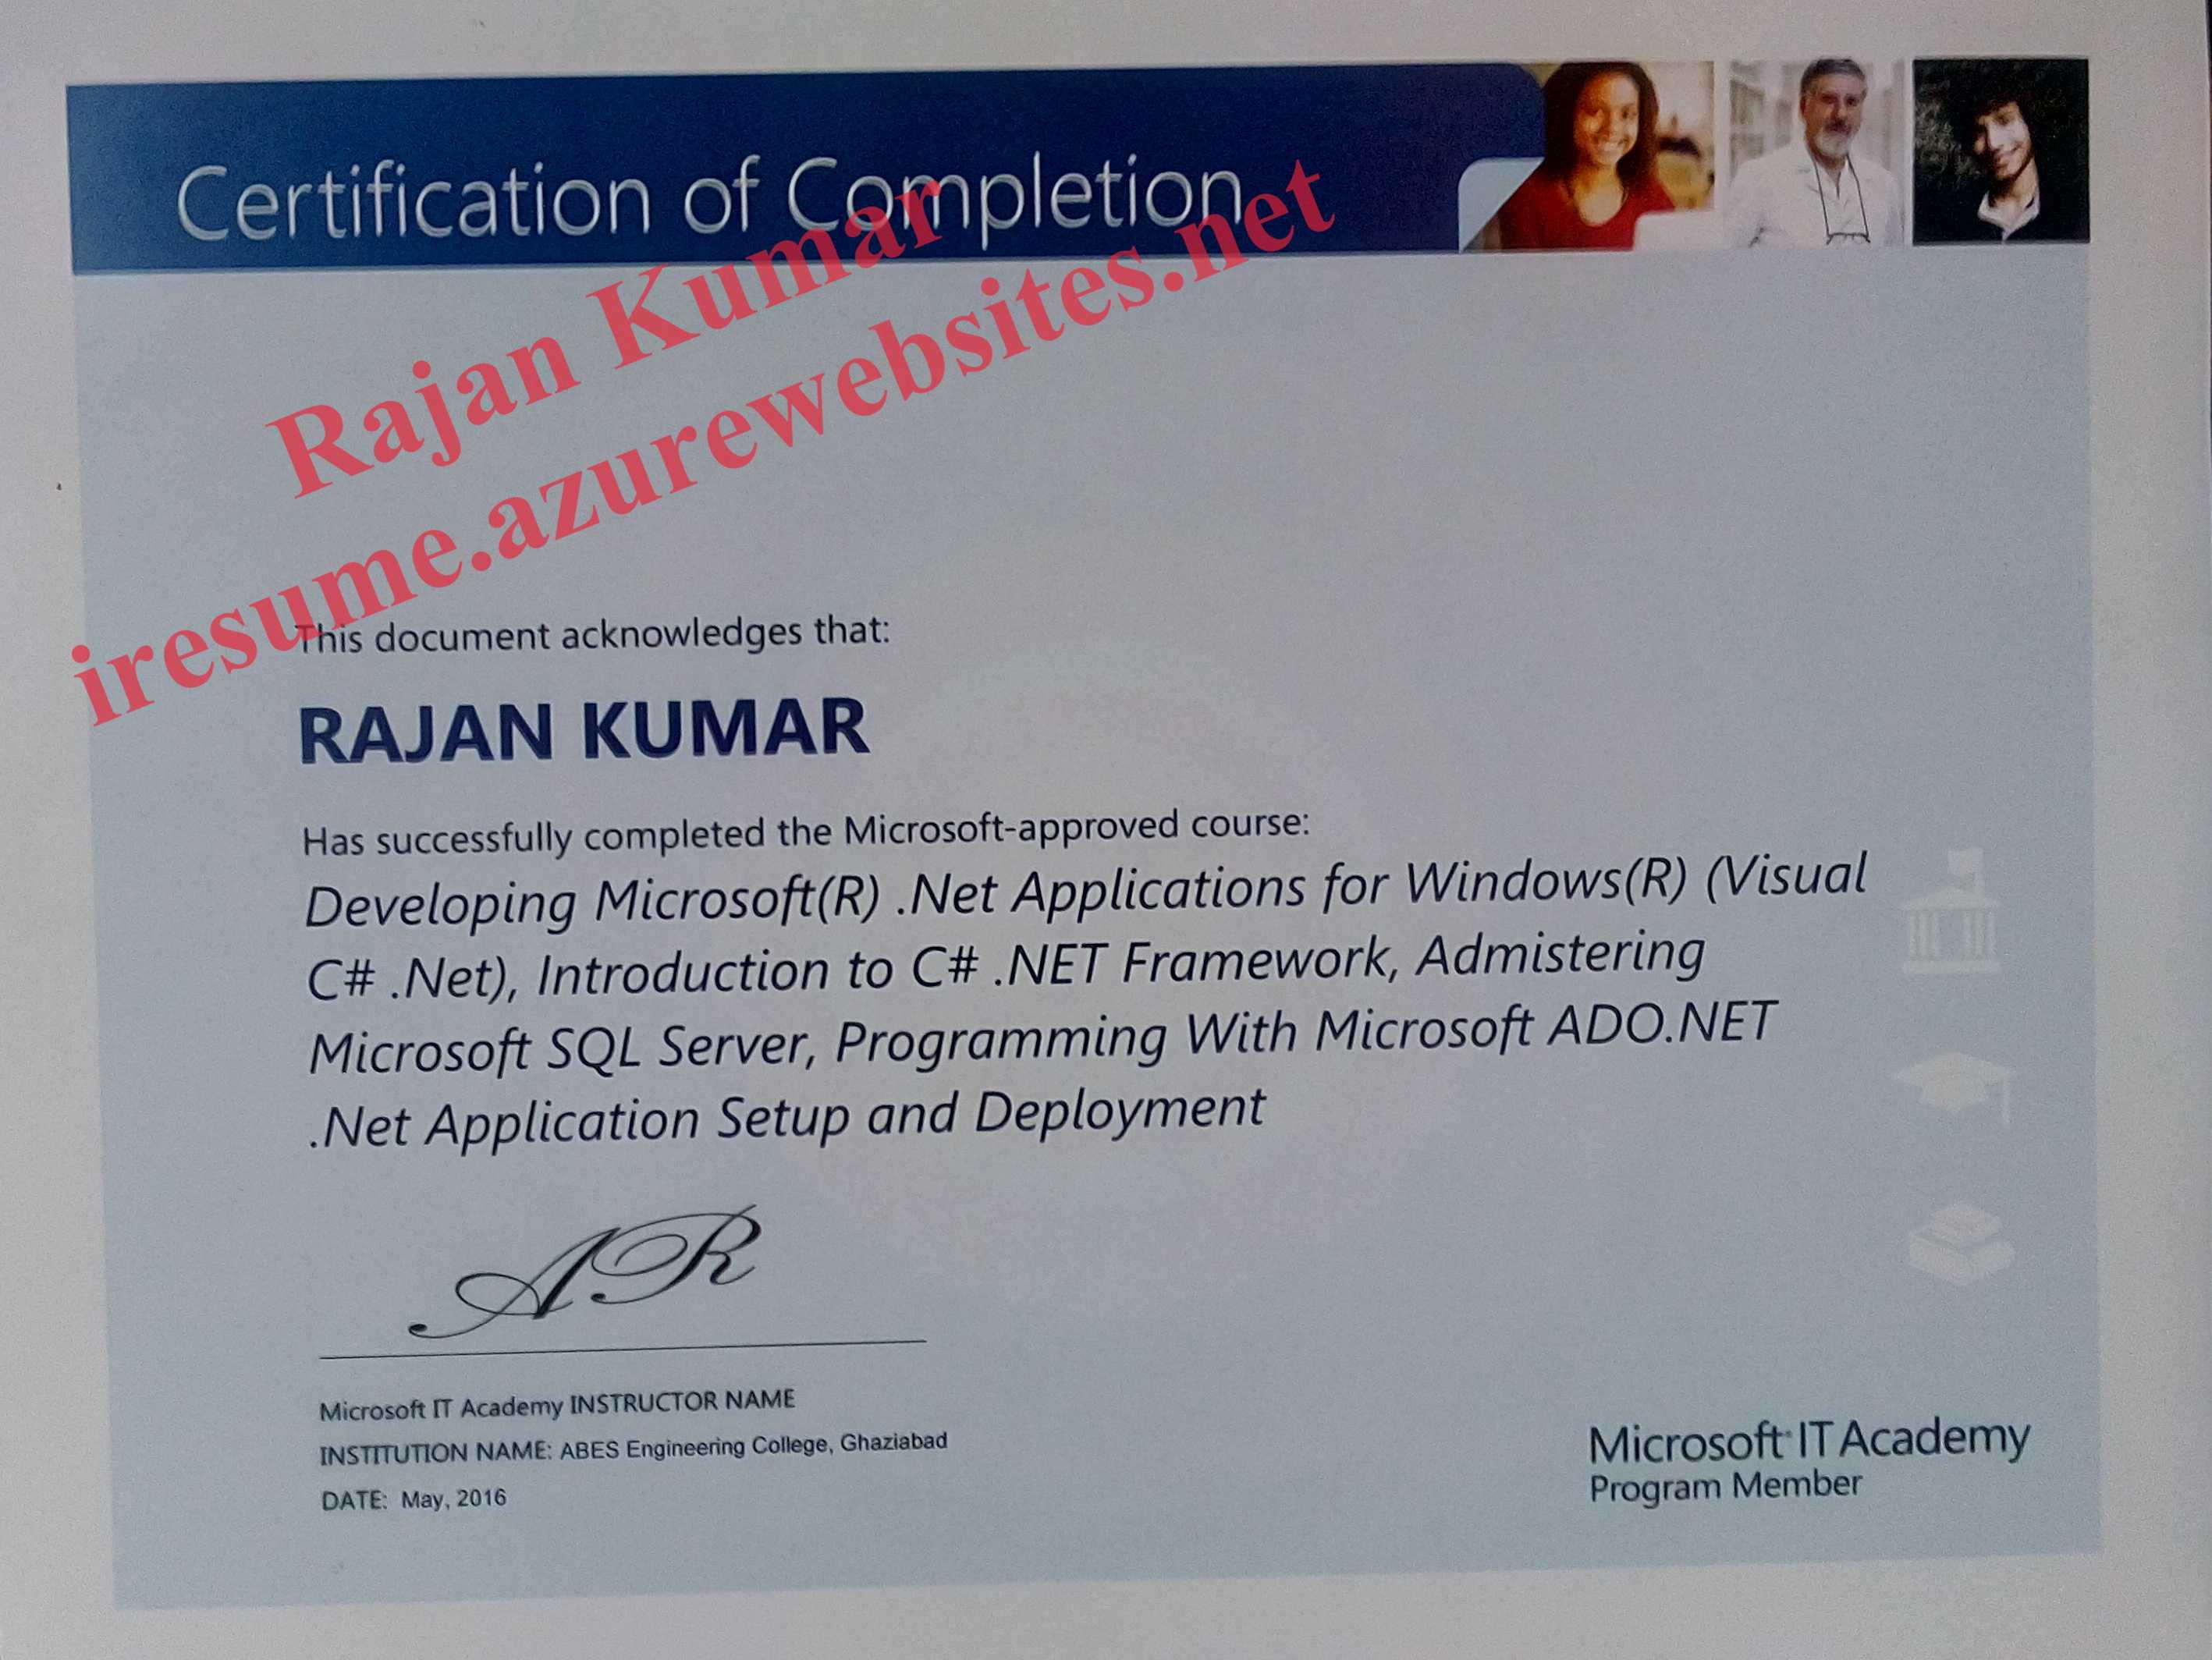 Certification of Completion
Rajan Kumar
iresume.azurewebsites.net
This document acknowledges that:
RAJAN KUMAR
Has successfully completed the Microsoft-approved course:
Developing Microsoft(R) .Net Applications for Windows(R) (Visual
C# .Net), Introduction to C# .NET Framework, Admistering
Microsoft SQL Server, Programming With Microsoft ADO.NET
.Net Application Setup and Deployment
AR
Microsoft IT Academy INSTRUCTOR NAME
INSTITUTION NAME: ABES Engineering College, Ghaziabad
DATE: May, 2016
Microsoft IT Academy
Program Member